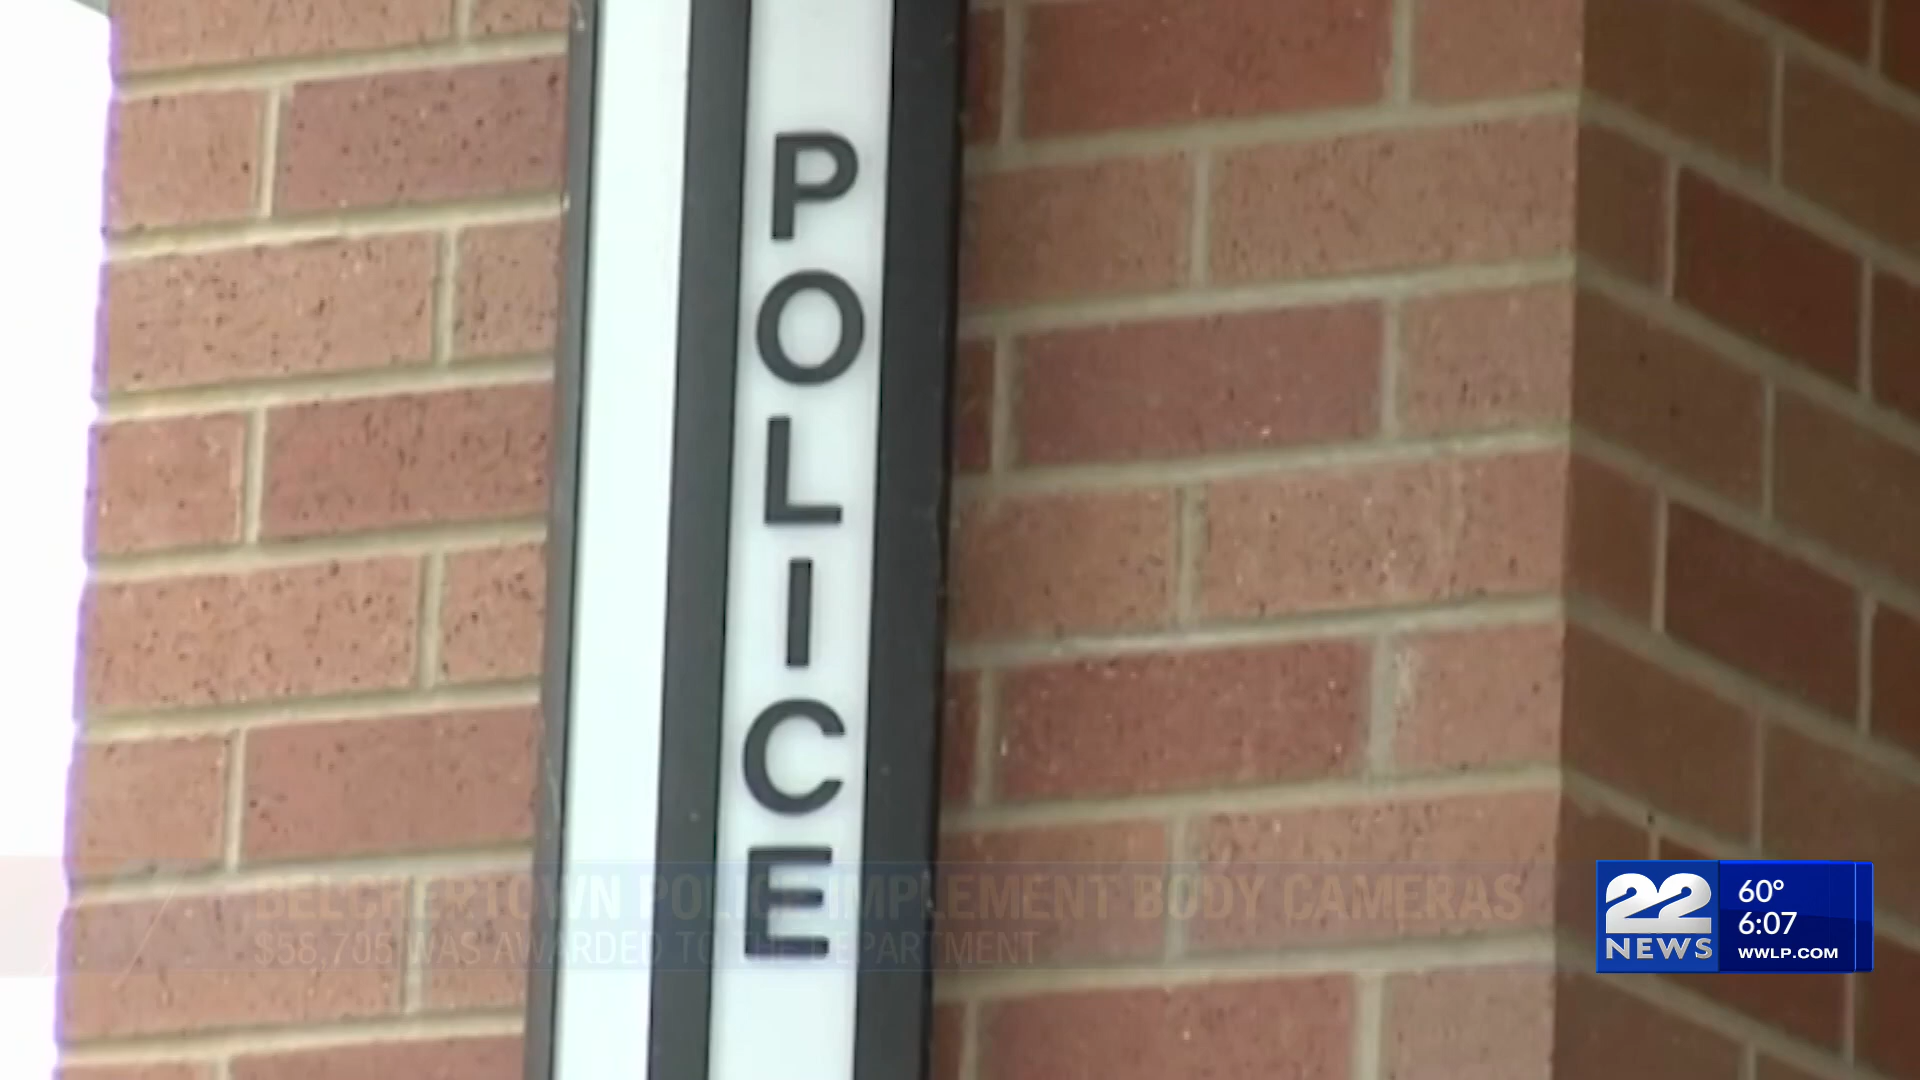 POLICE
BELCHERTOWN POLICE IMPLEMENT BODY CAMERAS
$58,705 WAS AWARDED TO THE DEPARTMENT
22
NEWS
60°
6:07
WWLP.COM